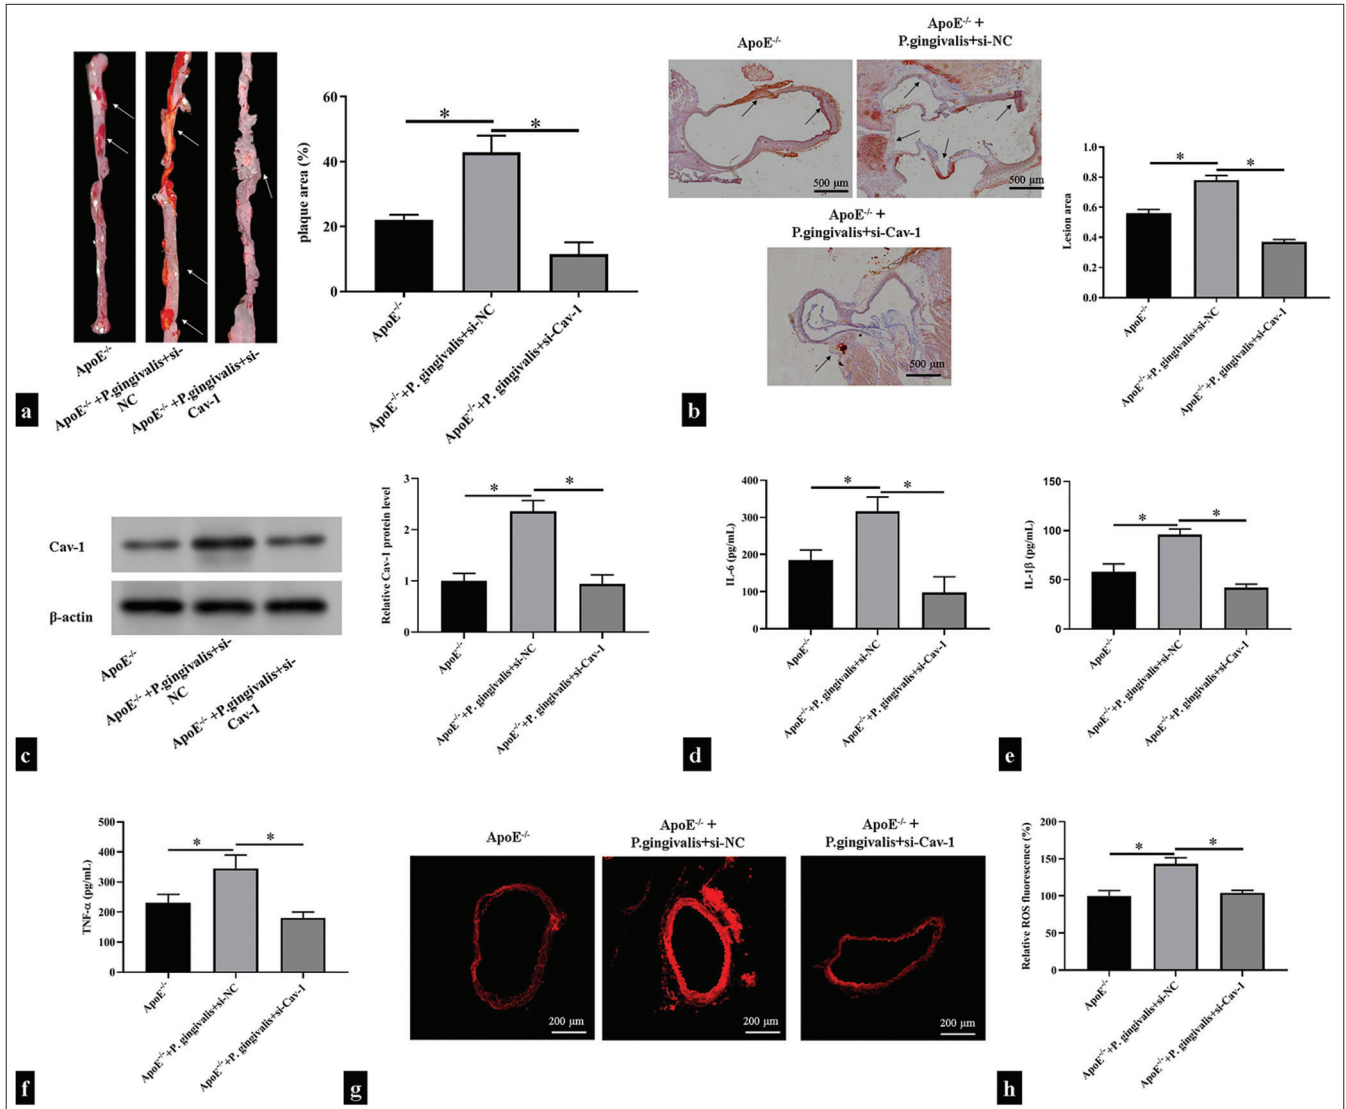 ApoE-/-
ApoE-/- +P.gingivalis+si-
NC
ApoE-/- +P.gingivalis+si-
Cav-1
plaque area (%)
60
40
20
0
*
*
ApoE-/-
ApoE-/-+P. gingivalis+si-NC
ApoE-/-+P. gingivalis+si-Cav-1
a
ApoE-/-
ApoE-/- +
P.gingivalis+si-NC
500 μm
500 μm
ApoE-/- +
P.gingivalis+si-Cav-1
500 μm
Lesion area
1.0
0.8
0.6
0.4
0.2
0.0
*
*
ApoE-/-
ApoE-/-+P. gingivalis+si-NC
ApoE-/-+P. gingivalis+si-Cav-1
b
Cav-1
β-actin
ApoE-/-
ApoE-/- +P.gingivalis+si-
NC
ApoE-/- +P.gingivalis+si-
Cav-1
Relative Cav-1 protein level
3
2
1
0
*
*
ApoE-/-
ApoE-/-+P. gingivalis+si-NC
ApoE-/-+P. gingivalis+si-Cav-1
c
IL-6 (pg/mL)
400
300
200
100
0
*
*
ApoE-/-
ApoE-/-+P. gingivalis+si-NC
ApoE-/-+P. gingivalis+si-Cav-1
d
IL-1β (pg/mL)
150
100
50
0
*
*
ApoE-/-
ApoE-/-+P. gingivalis+si-NC
ApoE-/-+P. gingivalis+si-Cav-1
e
TNF-α (pg/mL)
500
400
300
200
100
0
*
*
ApoE-/-
ApoE-/-+P. gingivalis+si-NC
ApoE-/-+P. gingivalis+si-Cav-1
f
ApoE-/-
ApoE-/- +
P.gingivalis+si-NC
ApoE-/- +
P.gingivalis+si-Cav-1
200 μm
200 μm
200 μm
g
Relative ROS fluorescence (%)
200
150
100
50
0
*
*
ApoE-/-
ApoE-/-+P. gingivalis+si-NC
ApoE-/-+P. gingivalis+si-Cav-1
h